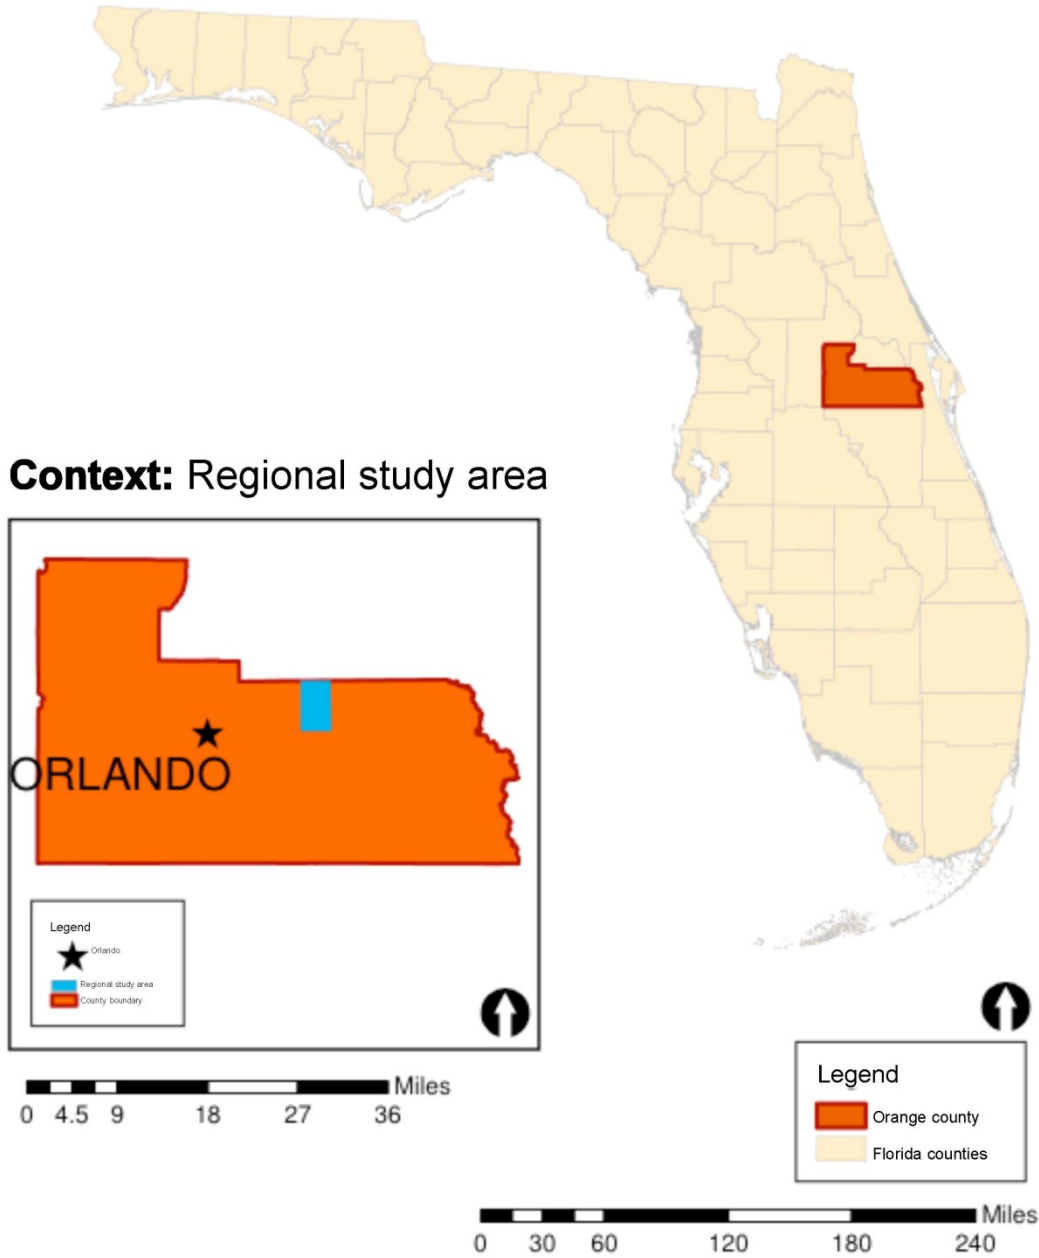 Context: Regional study area
ORLANDO
Legend
Orlando
Regional study area
County boundary
Miles
0 4.5 9 18 27 36
Legend
Orange county
Florida counties
Miles
0 30 60 120 180 240